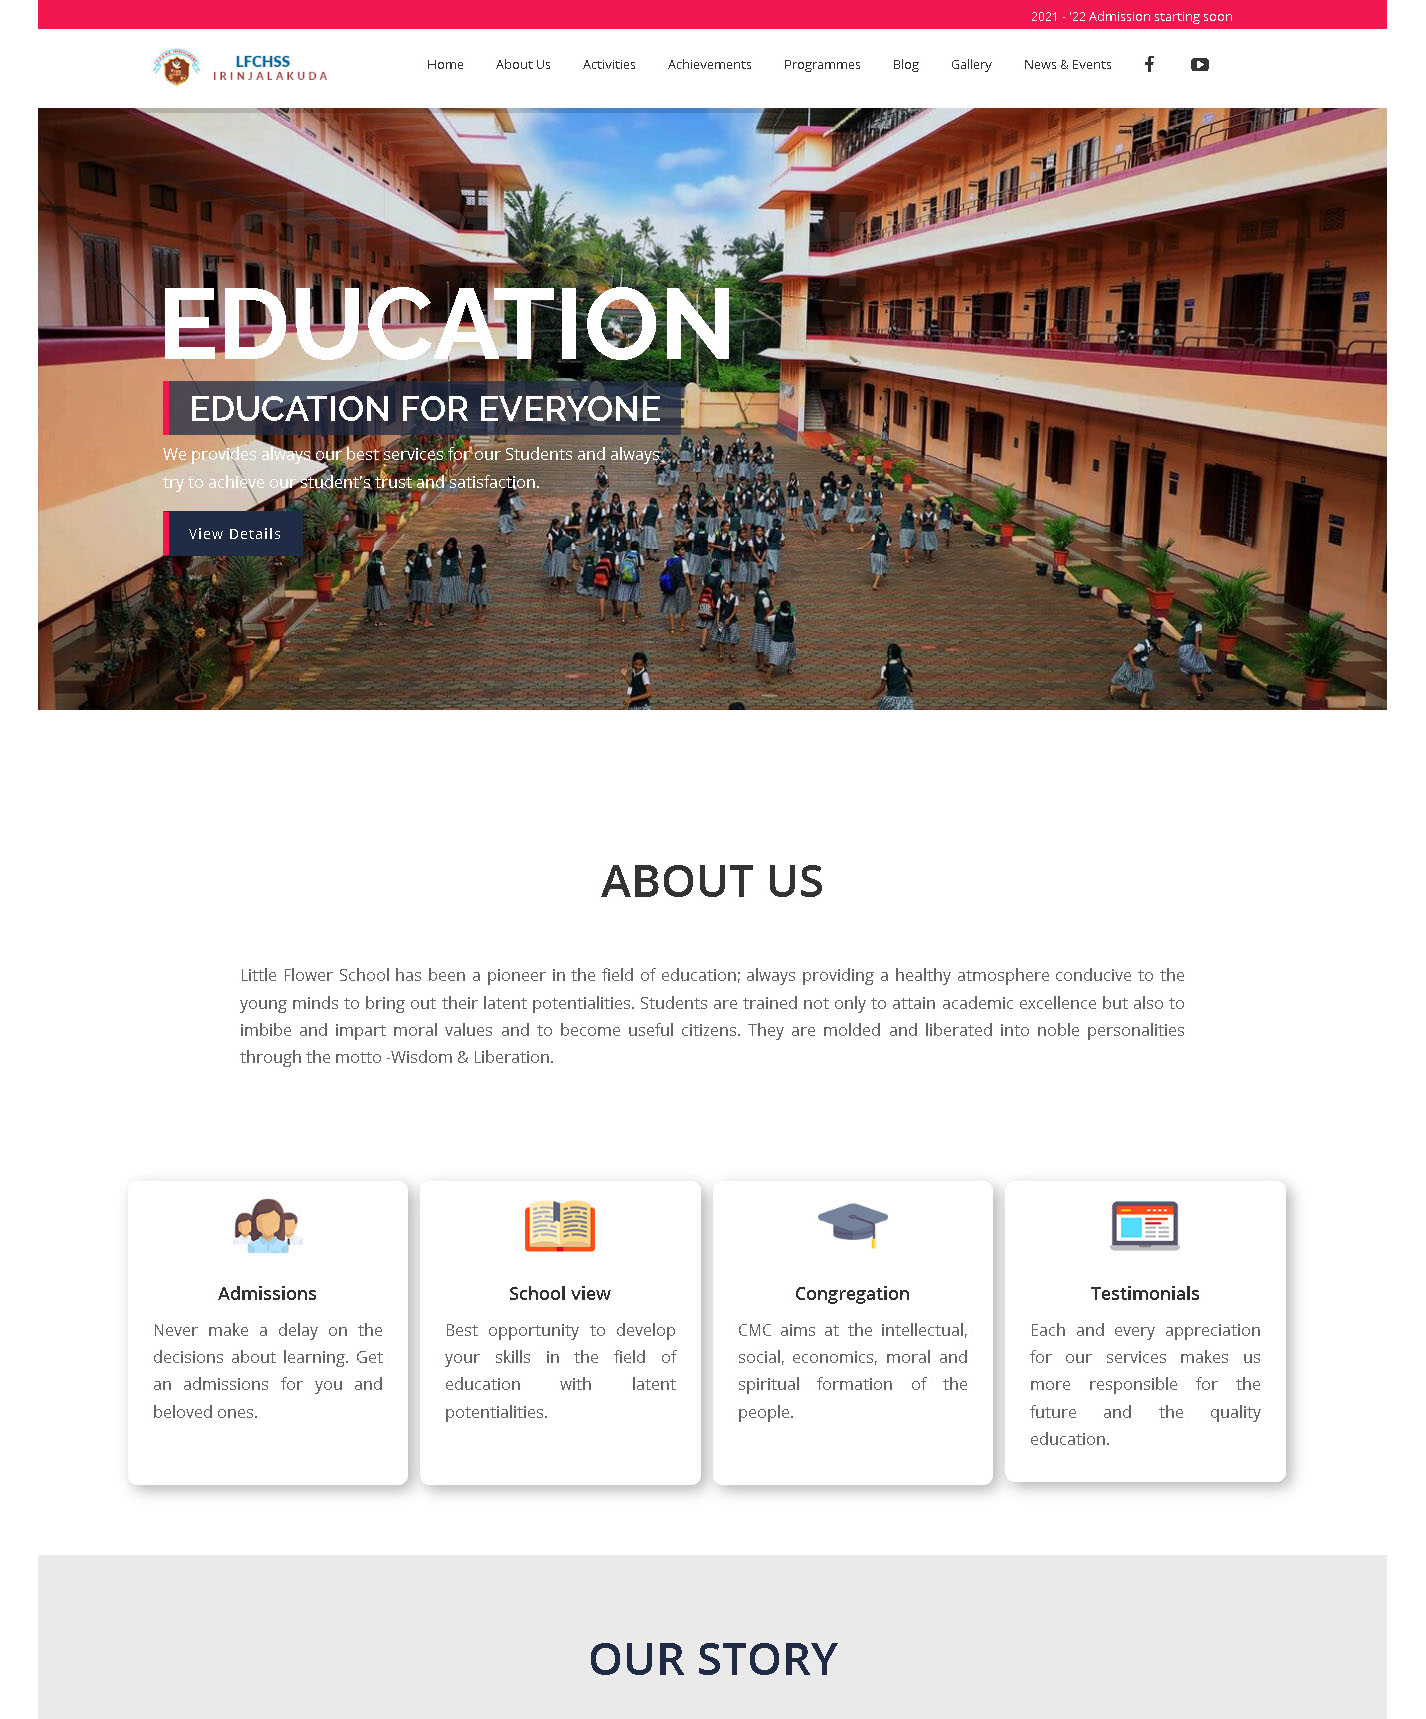 2021 - '22 Admission starting soon
LFCHSS
IRINJALAKUDA
Home About Us Activities Achievements Programmes Blog Gallery News & Events
EDUCATION
EDUCATION FOR EVERYONE
We provides always our best services for our Students and always
try to achieve our student's trust and satisfaction.
View Details
ABOUT US
Little Flower School has been a pioneer in the field of education; always providing a healthy atmosphere conducive to the
young minds to bring out their latent potentialities. Students are trained not only to attain academic excellence but also to
imbibe and impart moral values and to become useful citizens. They are molded and liberated into noble personalities
through the motto -Wisdom & Liberation.
Admissions
Never make a delay on the
decisions about learning. Get
an admissions for you and
beloved ones.
School view
Best opportunity to develop
your skills in the field of
education with latent
potentialities.
Congregation
CMC aims at the intellectual,
social, economics, moral and
spiritual formation of the
people.
Testimonials
Each and every appreciation
for our services makes us
more responsible for the
future and the quality
education.
OUR STORY